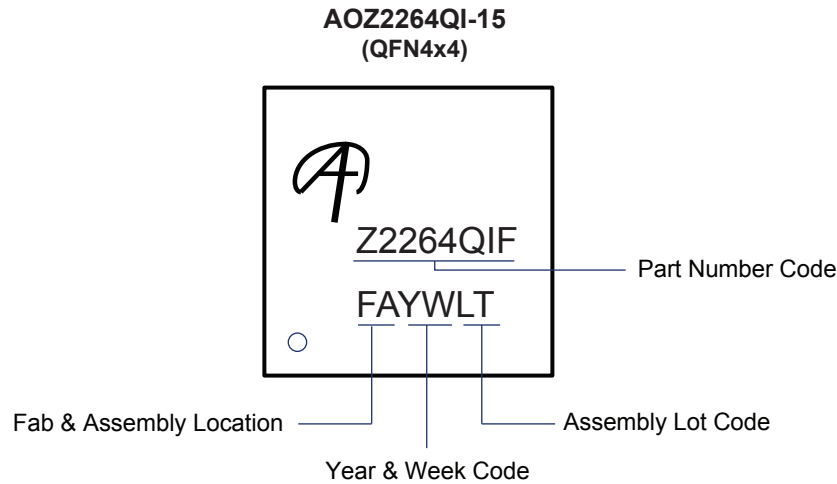 AOZ2264QI-15
(QFN4x4)
Z2264QIF
Part Number Code
FAYWLT
Fab & Assembly Location
Assembly Lot Code
Year & Week Code